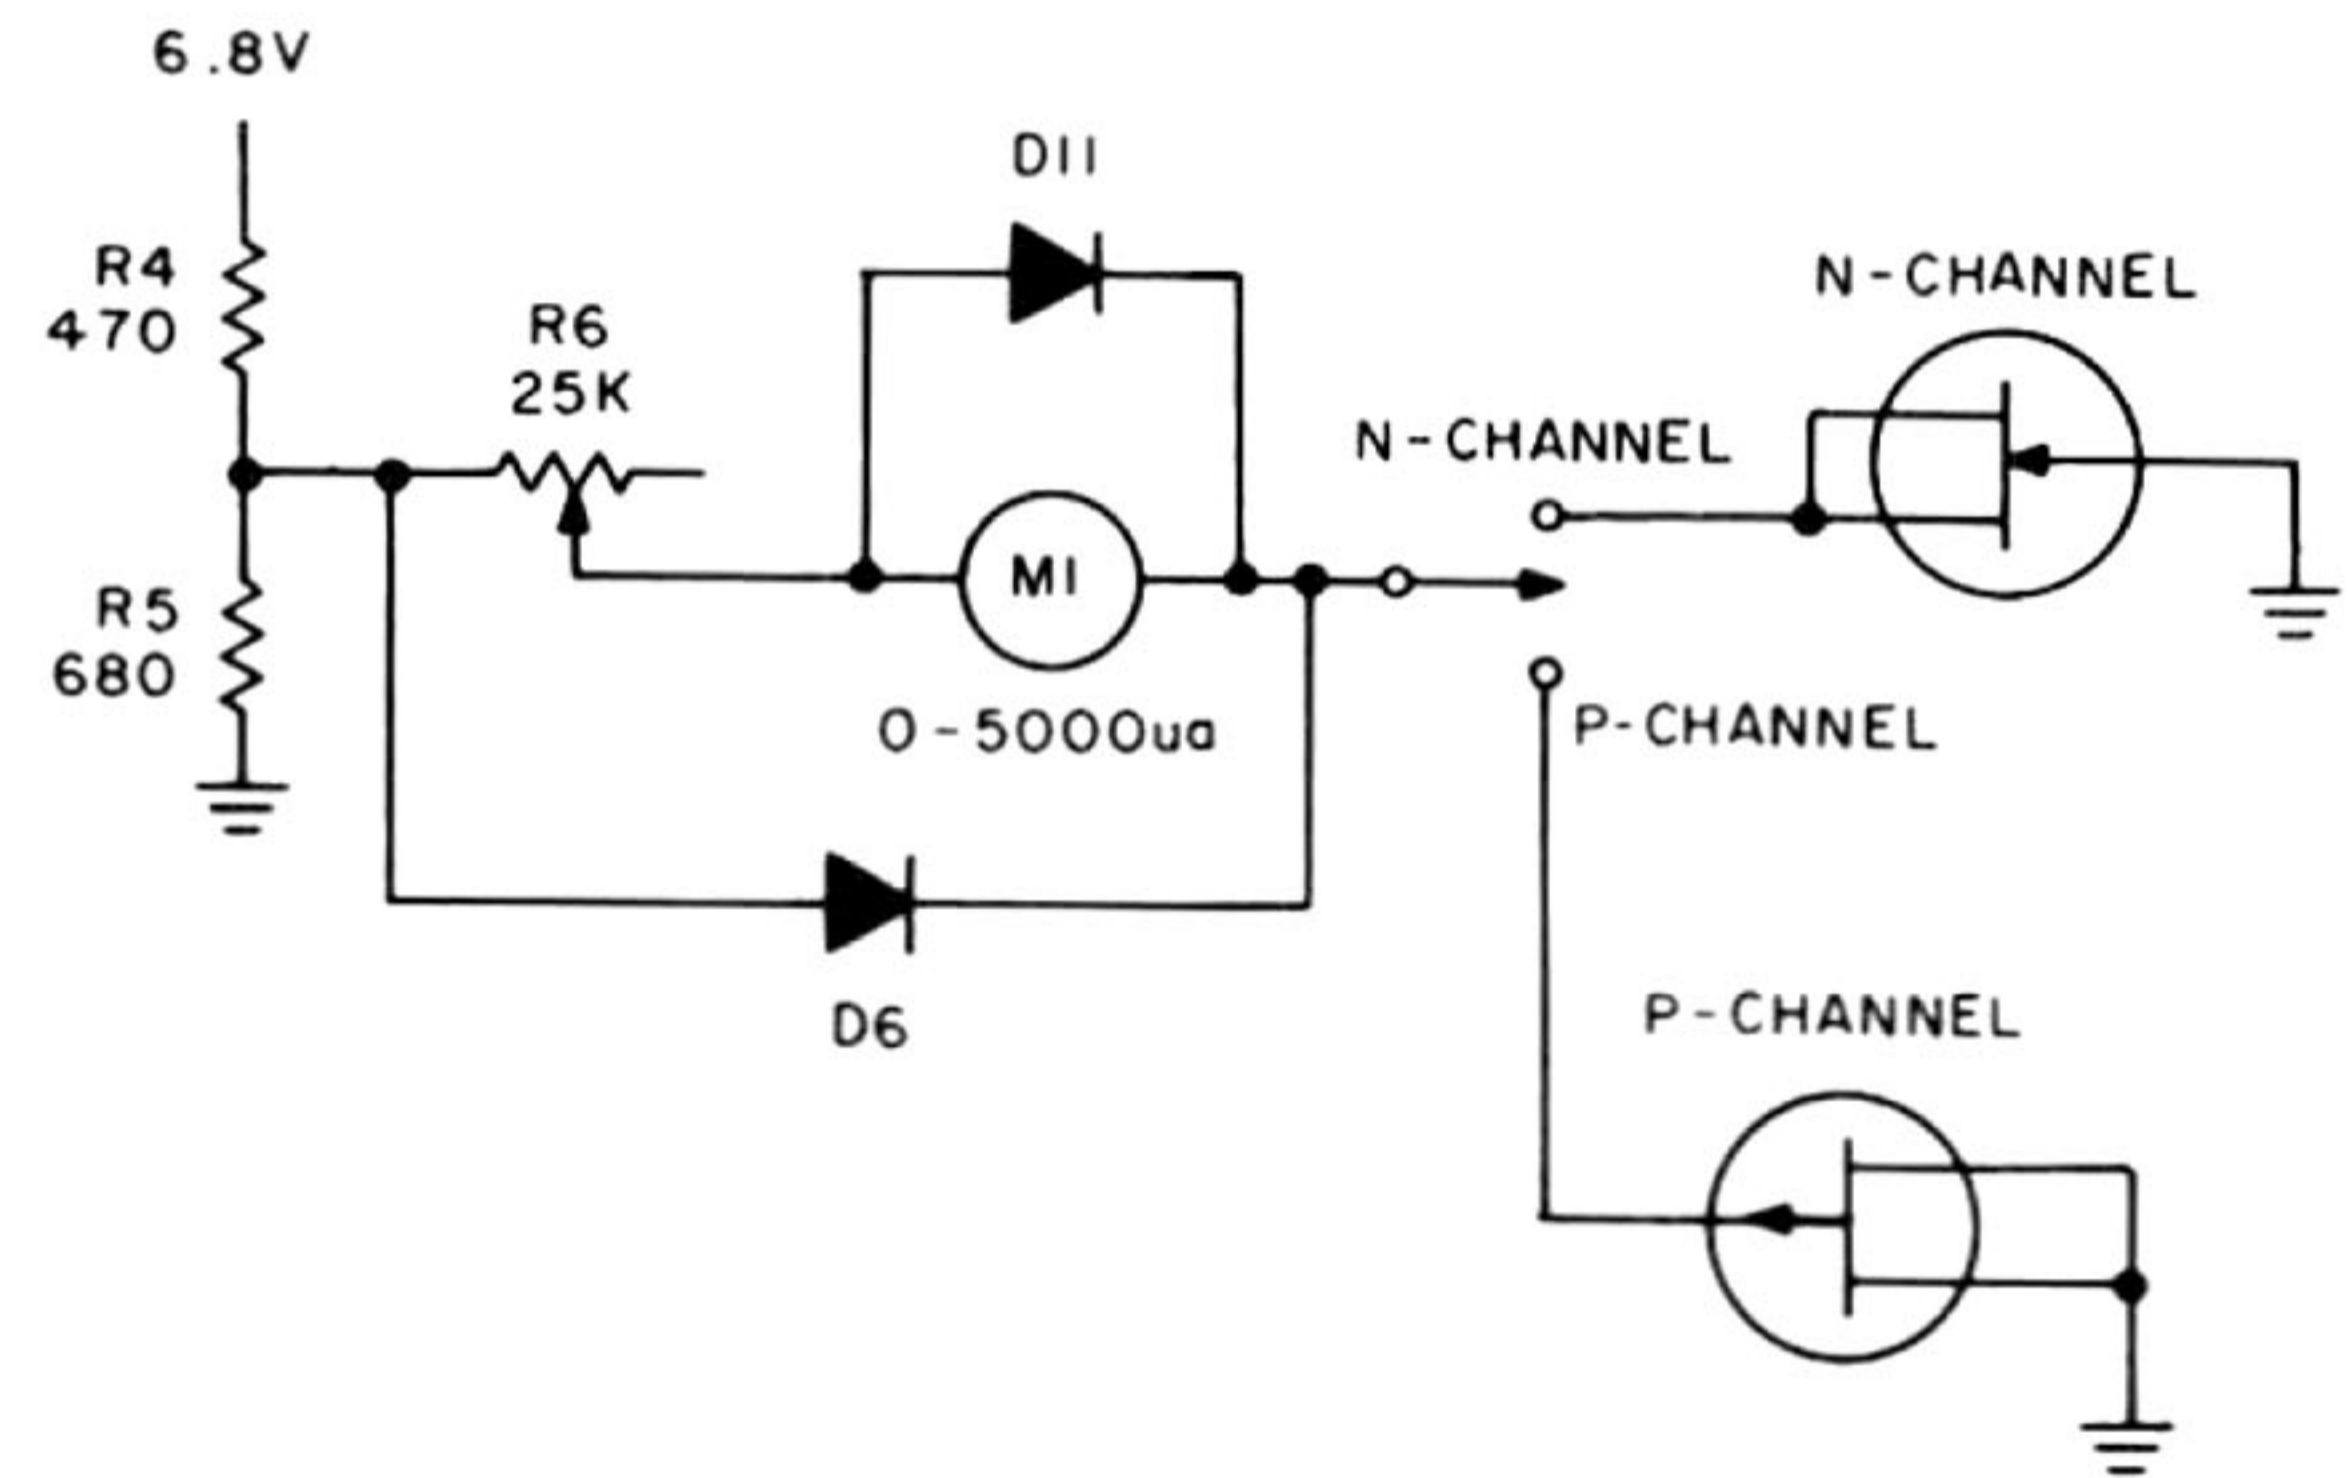 6.8V
R4
470
R5
680
R6
25K
D11
M1
0-5000ua
D6
N-CHANNEL
N-CHANNEL
P-CHANNEL
P-CHANNEL